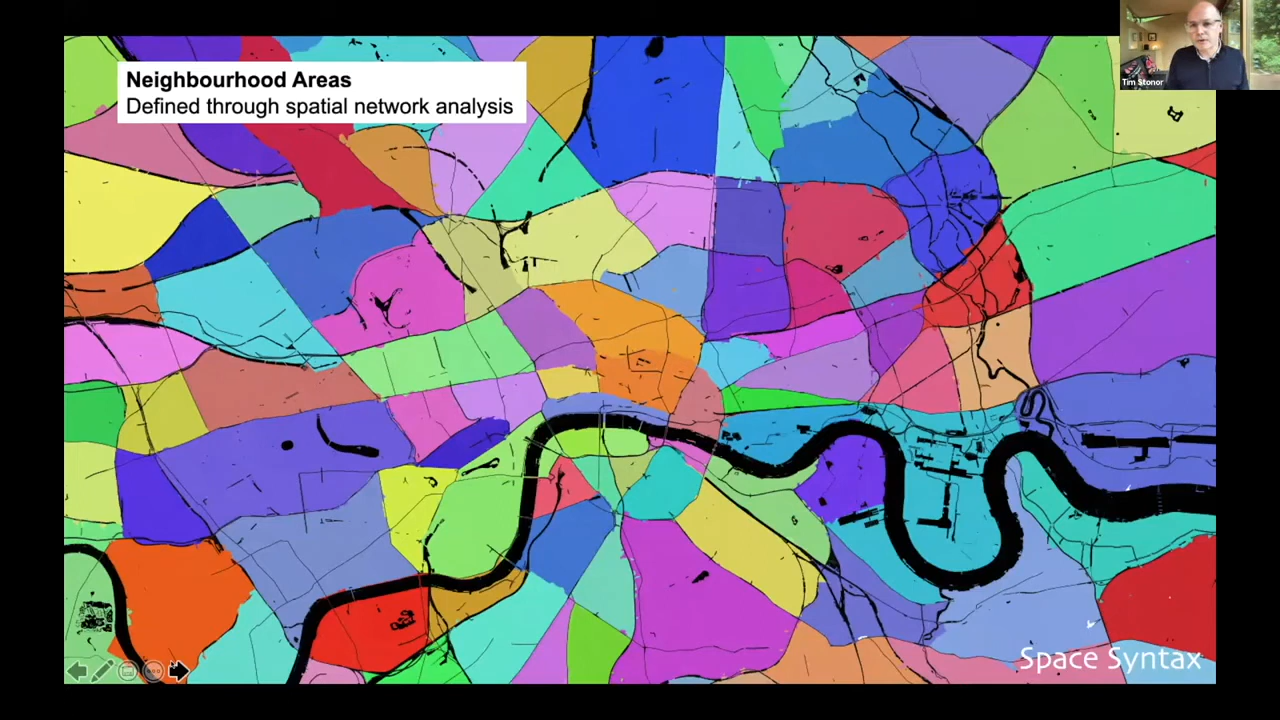 Neighbourhood Areas
Defined through spatial network analysis
Tim Stonor
Space Syntax